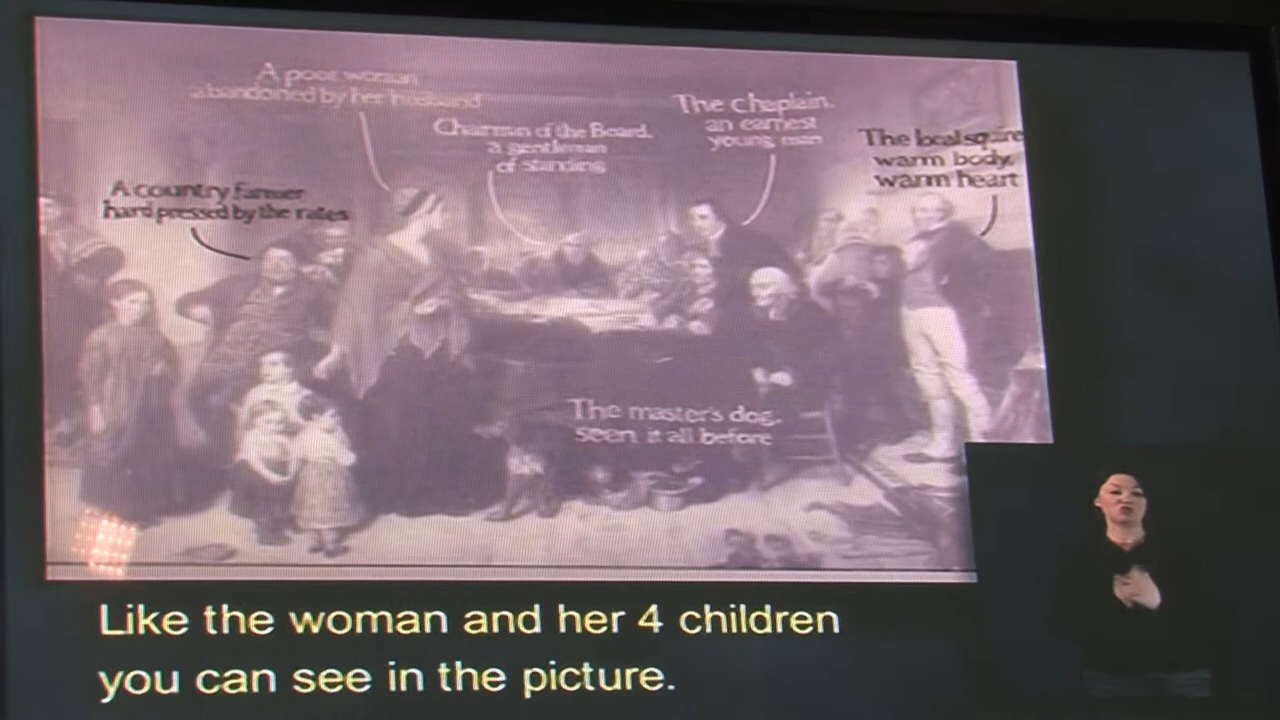 A poor woman
abandoned by her husband
Chairman of the Board,
a gentleman
of standing
The chaplain,
an earnest
young man
The local squire
warm body,
warm heart
A country farmer
hard pressed by the rates
The master's dog,
seen it all before
Like the woman and her 4 children
you can see in the picture.